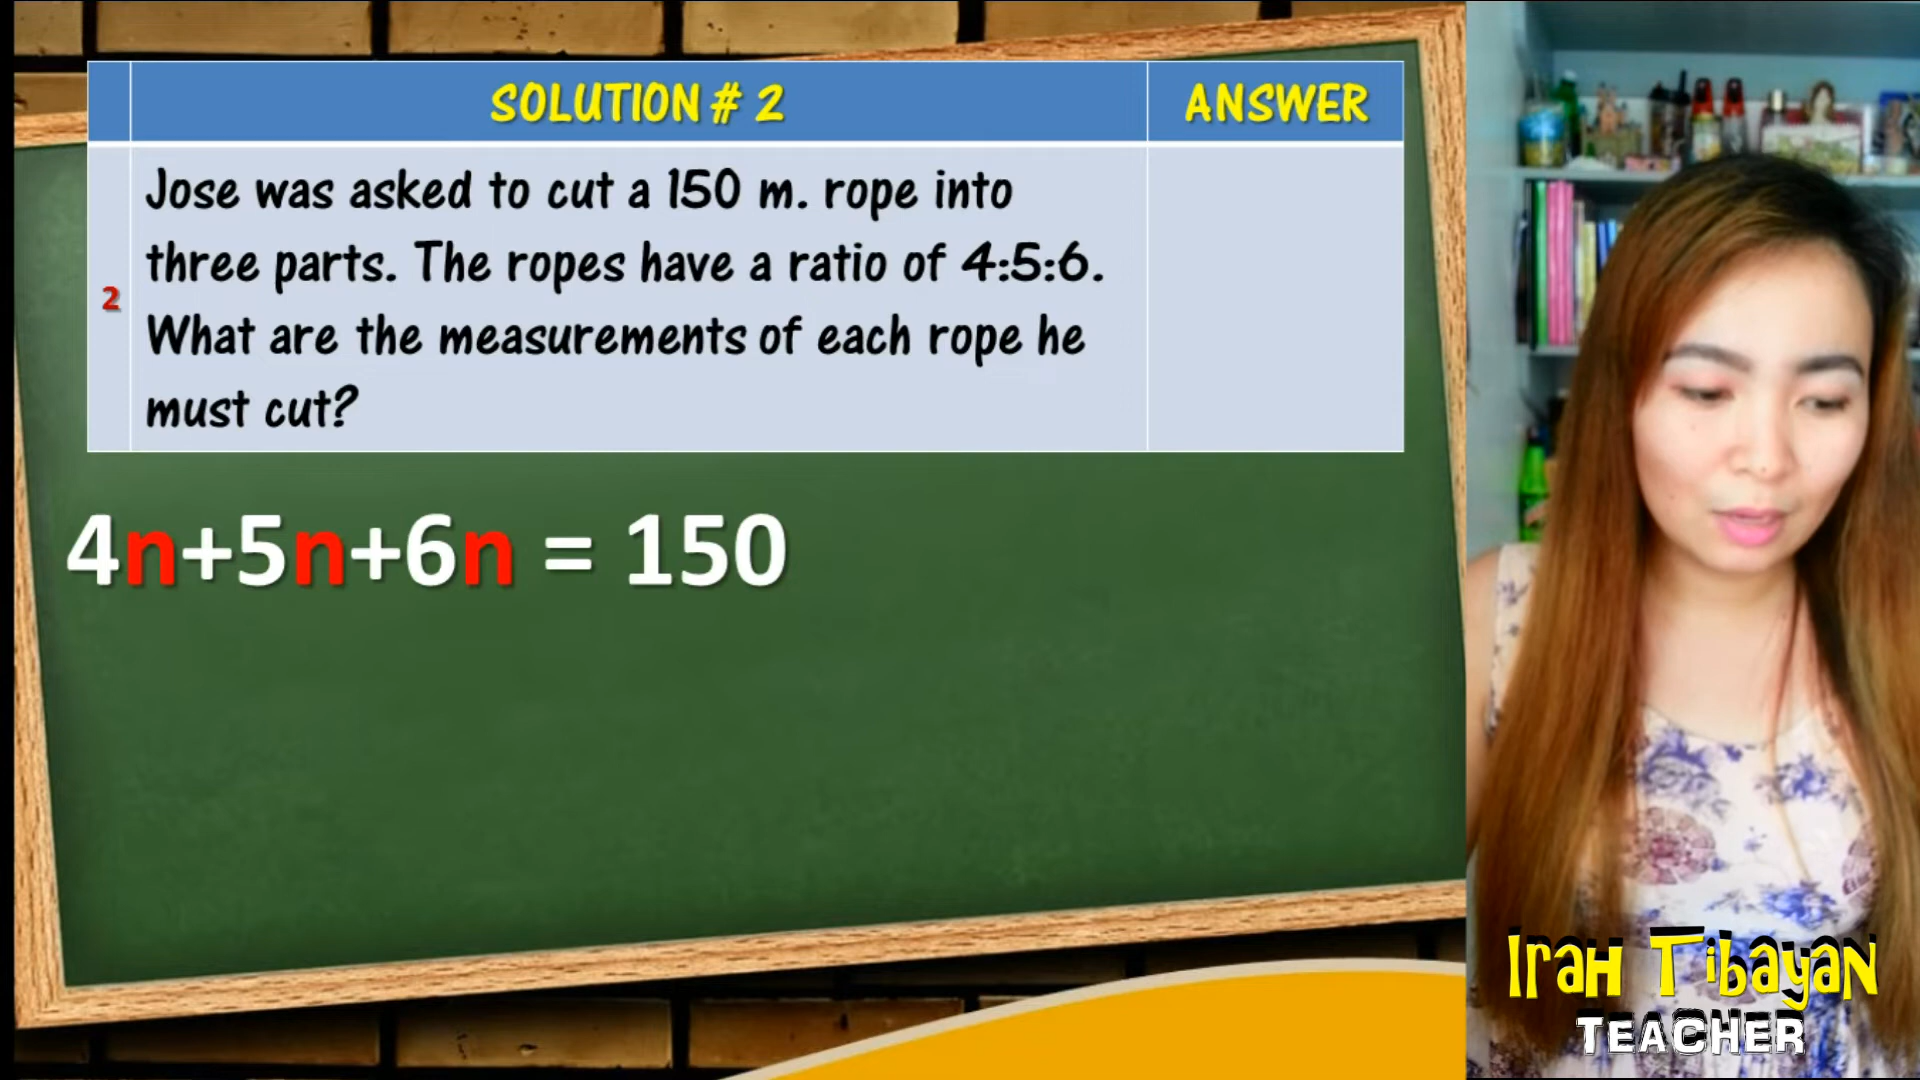 SOLUTION # 2
ANSWER
2
Jose was asked to cut a 150 m. rope into
three parts. The ropes have a ratio of 4:5:6.
What are the measurements of each rope he
must cut?
4n+5n+6n = 150
Irah Tibayan
TEACHER